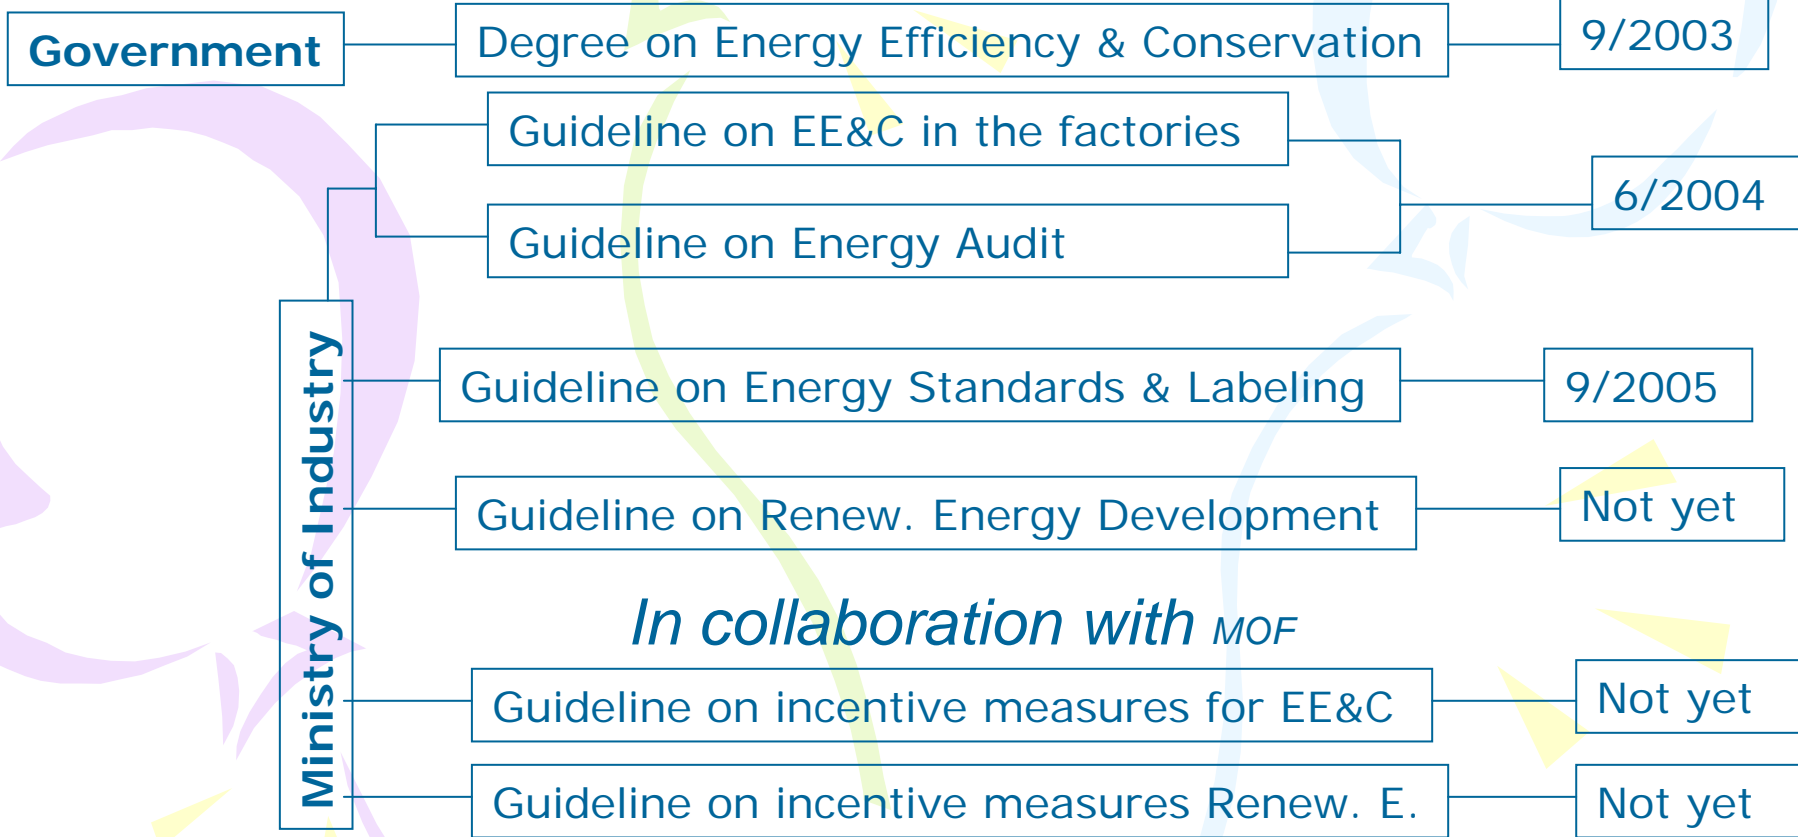 Government
Degree on Energy Efficiency & Conservation
9/2003
Guideline on EE&C in the factories
Guideline on Energy Audit
6/2004
Ministry of Industry
Guideline on Energy Standards & Labeling
9/2005
Guideline on Renew. Energy Development
Not yet
In collaboration with MOF
Guideline on incentive measures for EE&C
Not yet
Guideline on incentive measures Renew. E.
Not yet